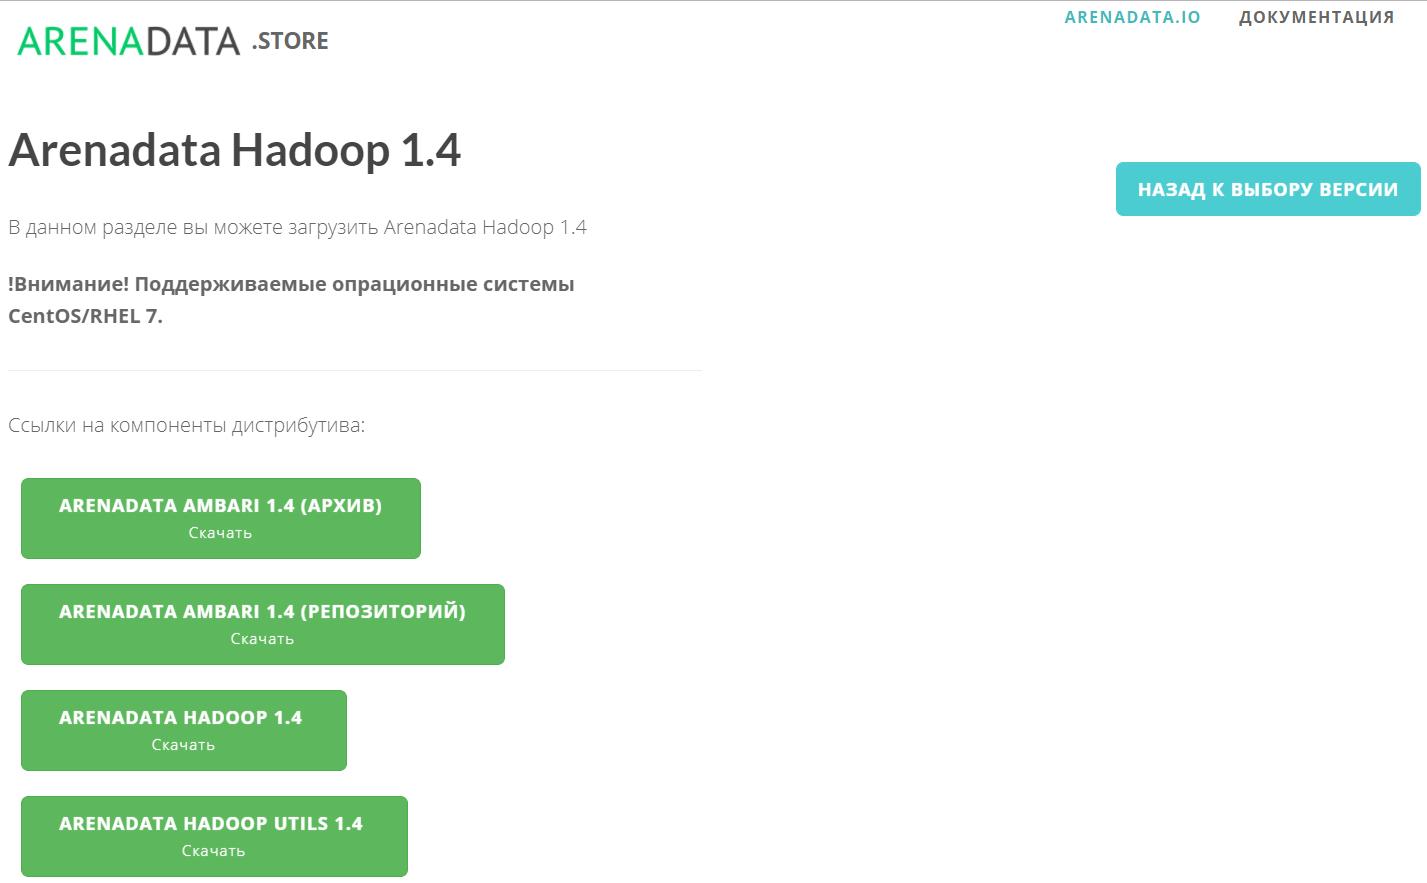 ARENADATA .STORE
ARENADATA.IO ДОКУМЕНТАЦИЯ
Arenadata Hadoop 1.4
НАЗАД К ВЫБОРУ ВЕРСИИ
В данном разделе вы можете загрузить Arenadata Hadoop 1.4
!Внимание! Поддерживаемые опрационные системы
CentOS/RHEL 7.
Ссылки на компоненты дистрибутива:
ARENADATA AMBARI 1.4 (АРХИВ)
Скачать
ARENADATA AMBARI 1.4 (РЕПОЗИТОРИЙ)
Скачать
ARENADATA HADOOP 1.4
Скачать
ARENADATA HADOOP UTILS 1.4
Скачать